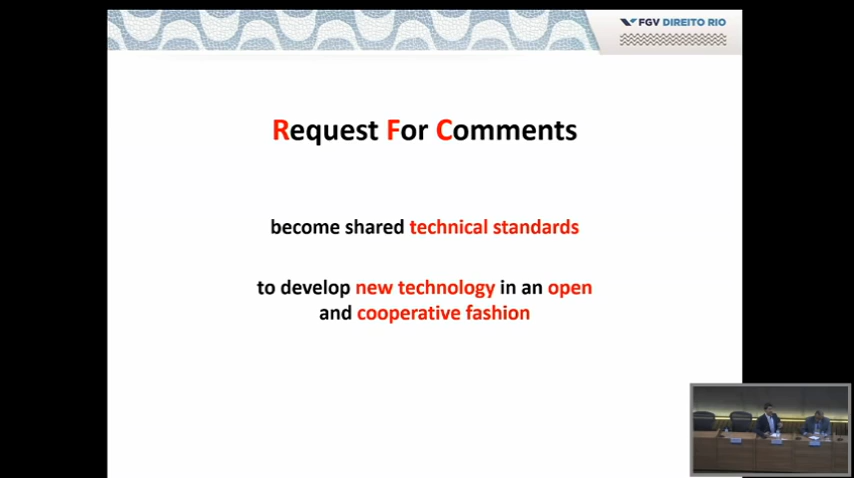 FGV DIREITO RIO
Request For Comments
become shared technical standards
to develop new technology in an open
and cooperative fashion